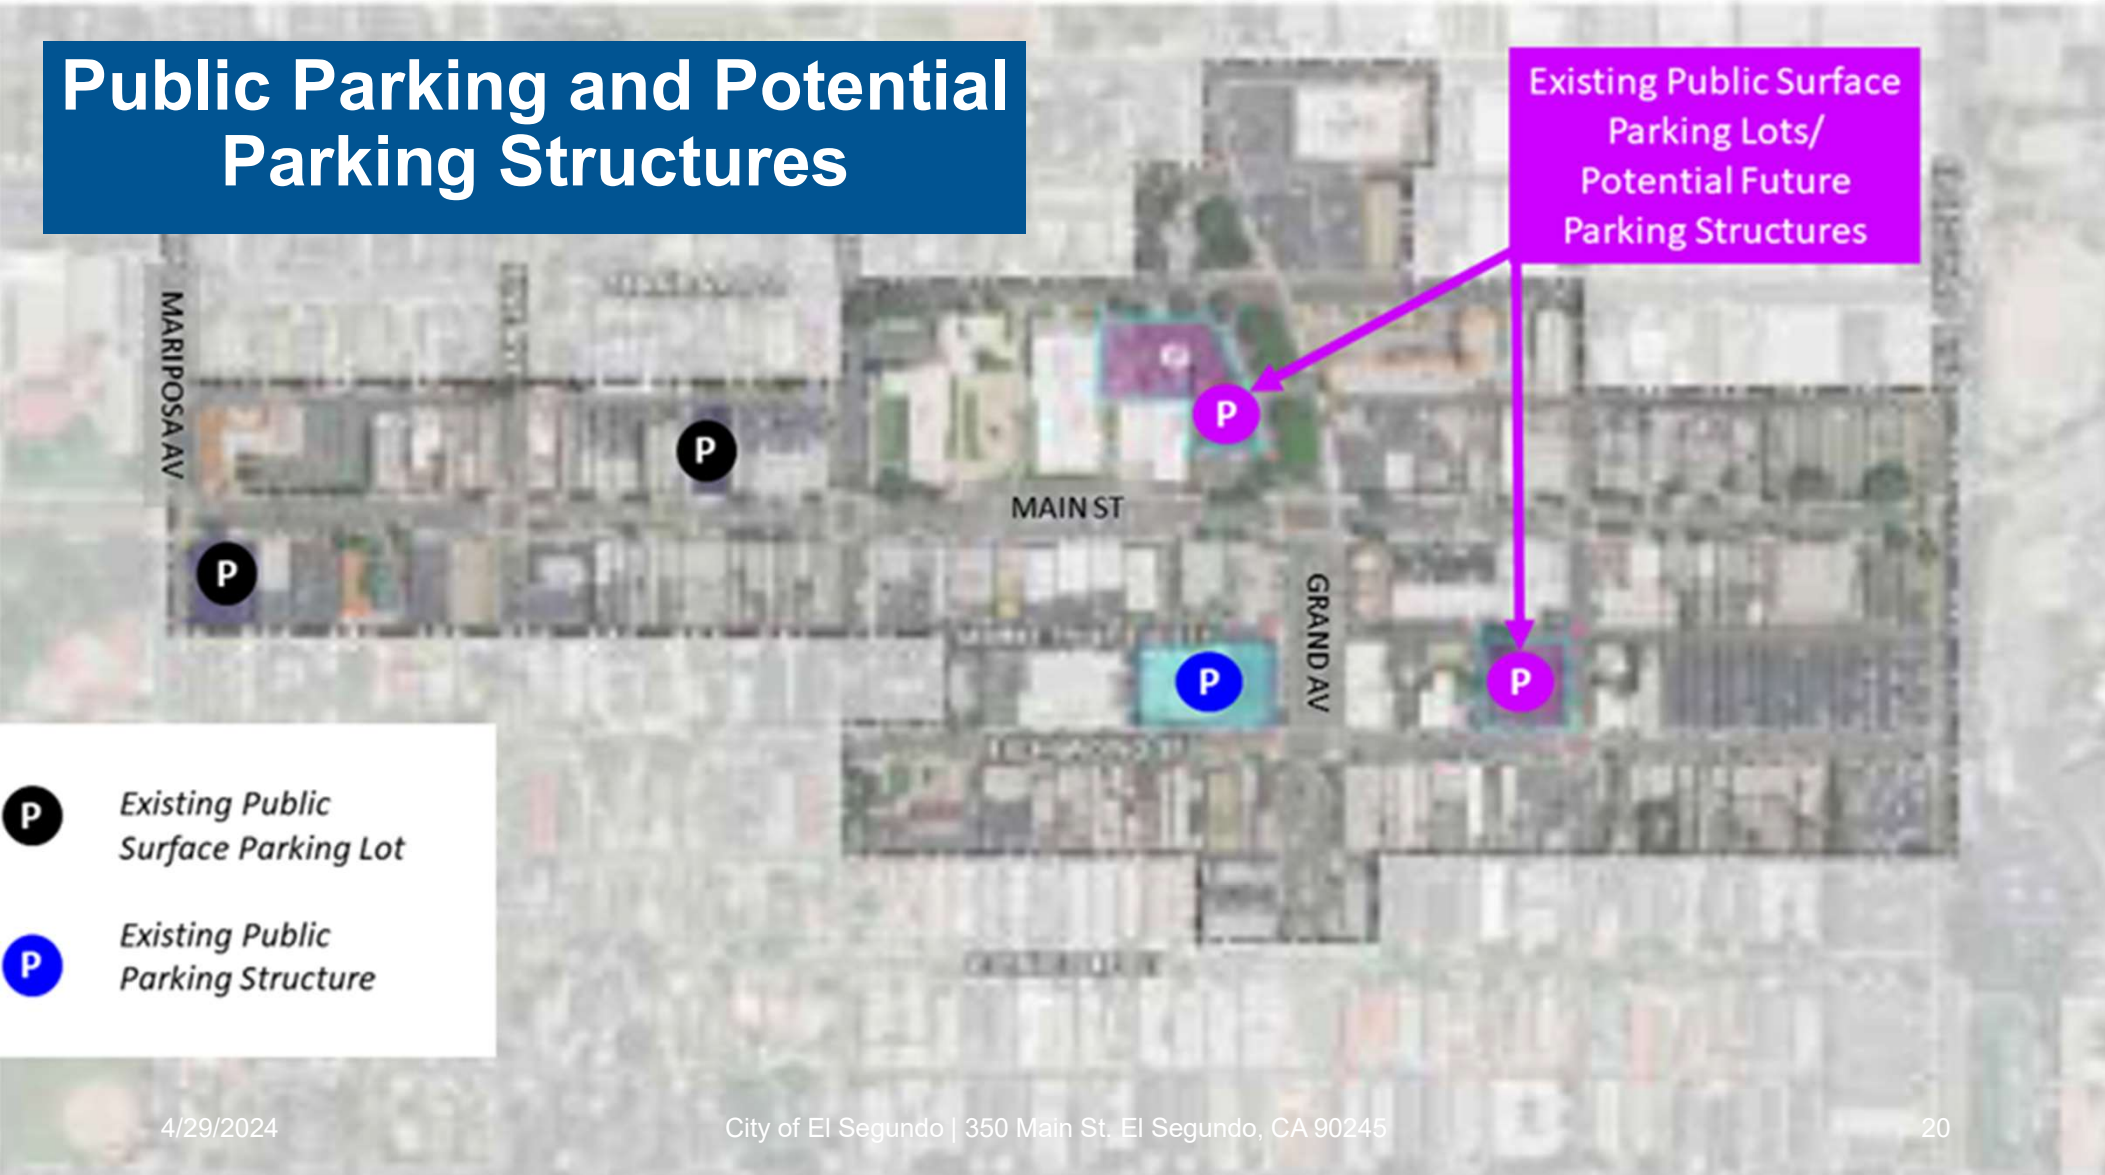 Public Parking and Potential
Parking Structures
Existing Public Surface
Parking Lots/
Potential Future
Parking Structures
MARIPOSA AV
P
P
MAIN ST
P
GRAND AV
P
P
P
Existing Public
Surface Parking Lot
P
Existing Public
Parking Structure
4/29/2024
City of El Segundo | 350 Main St. El Segundo, CA 90245
20